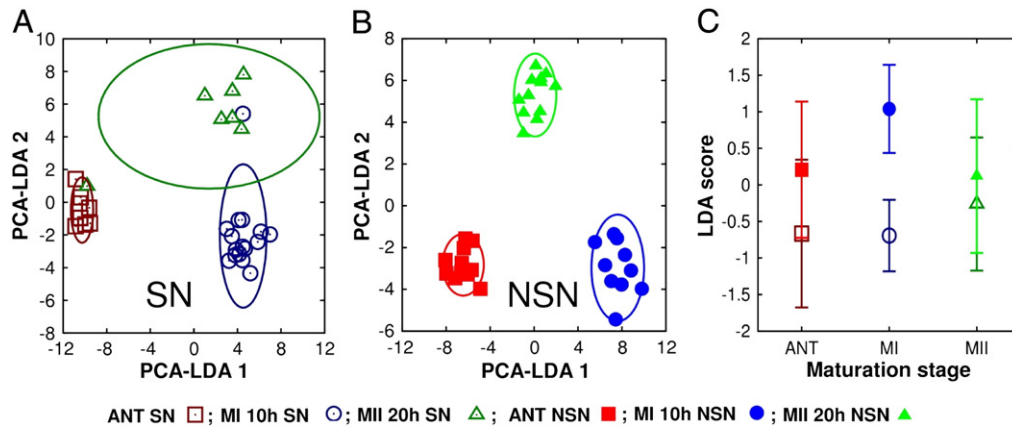 A
B
C
10
8
6
4
2
0
-2
-4
-6
-8
PCA-LDA 2
SN
-12 -8 -4 0 4 8 12
PCA-LDA 1
8
6
4
2
0
-2
-4
-6
PCA-LDA 2
NSN
-12 -8 -4 0 4 8 12
PCA-LDA 1
2
1.5
1
0.5
0
-0.5
-1
-1.5
-2
LDA score
ANT MI MII
Maturation stage
ANT SN ; MI 10h SN ; MII 20h SN ; ANT NSN ; MI 10h NSN ; MII 20h NSN